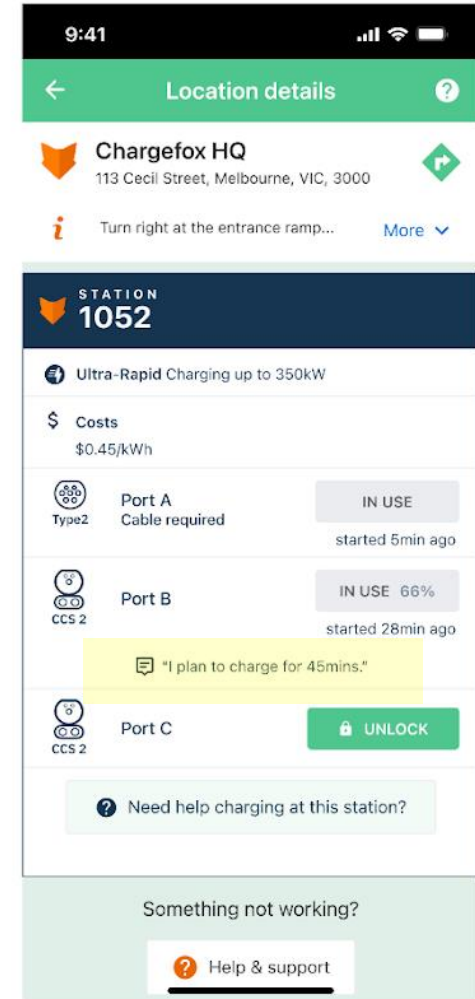 9:41
Location details
Chargefox HQ
113 Cecil Street, Melbourne, VIC, 3000
i Turn right at the entrance ramp... More
STATION
1052
Ultra-Rapid Charging up to 350kW
$ Costs
$0.45/kWh
Type2 Port A
Cable required
IN USE
started 5min ago
CCS 2 Port B
IN USE 66%
started 28min ago
"I plan to charge for 45mins."
CCS 2 Port C
UNLOCK
? Need help charging at this station?
Something not working?
? Help & support